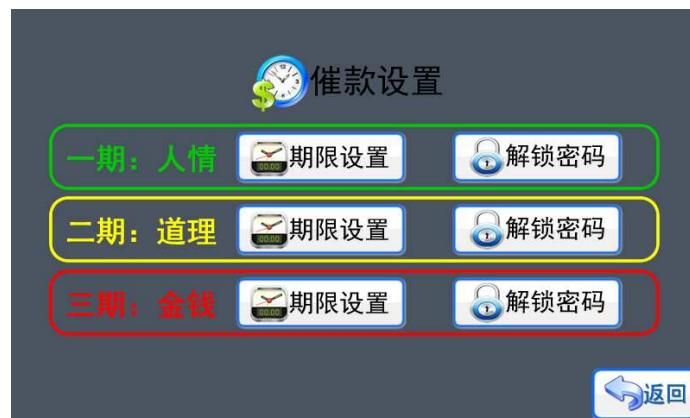 催款设置
一期：人情 期限设置 解锁密码
二期：道理 期限设置 解锁密码
三期：金钱 期限设置 解锁密码
返回